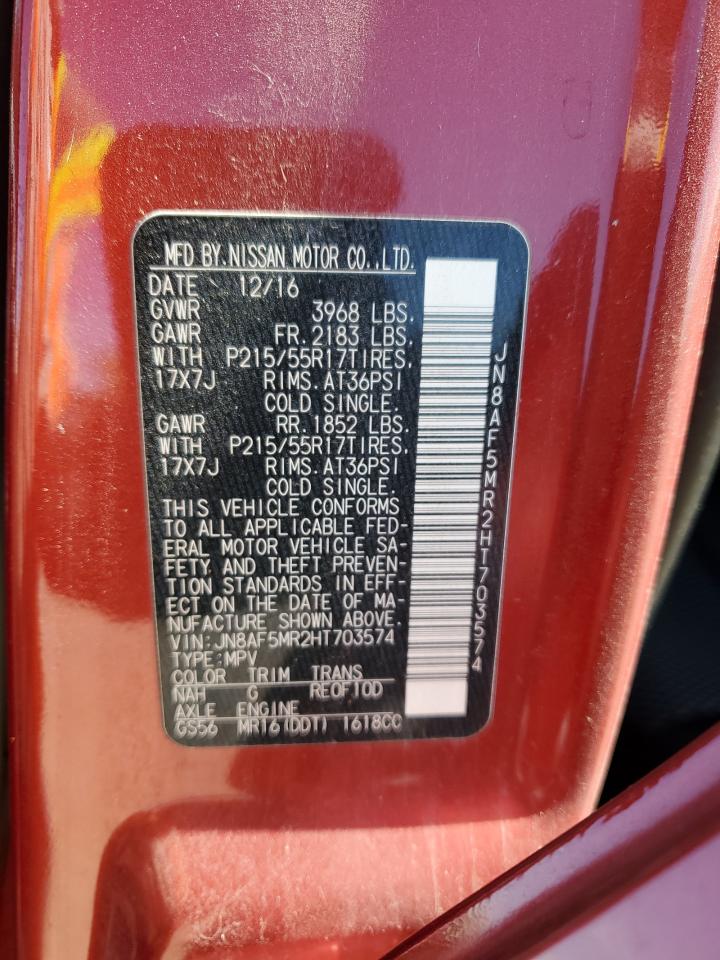 MFD BY.NISSAN MOTOR CO.,LTD.
DATE 12/16
GVWR 3968 LBS.
GAWR FR.2183 LBS.
WITH P215/55R17TIRES.
17X7J RIMS.AT36PSI
COLD SINGLE.
GAWR RR.1852 LBS.
WITH P215/55R17TIRES.
17X7J RIMS.AT36PSI
COLD SINGLE.
THIS VEHICLE CONFORMS
TO ALL APPLICABLE FED-
ERAL MOTOR VEHICLE SA-
FETY AND THEFT PREVEN-
TION STANDARDS IN EFF-
ECT ON THE DATE OF MA-
NUFACTURE SHOWN ABOVE.
VIN:JN8AF5MR2HT703574
TYPE:MPV
COLOR TRIM TRANS
NAH G RE0F10D
AXLE ENGINE
GS56 MR16(DDT) 1618CC
JN8AF5MR2HT703574